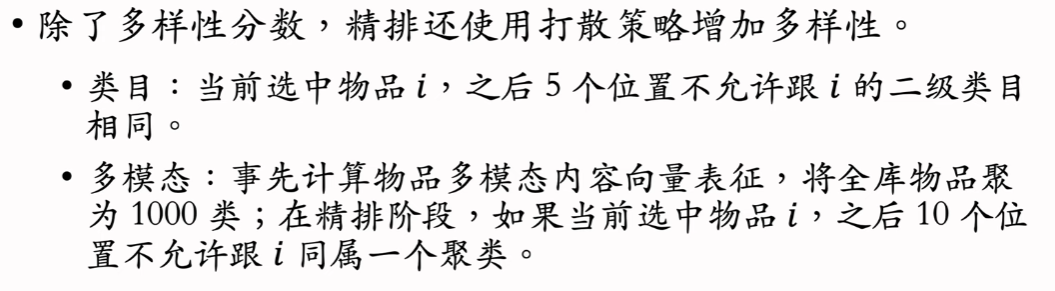 • 除了多样性分数，精排还使用打散策略增加多样性。
• 类目：当前选中物品 i，之后 5 个位置不允许跟 i 的二级类目
相同。
• 多模态：事先计算物品多模态内容向量表征，将全库物品聚
为 1000 类；在精排阶段，如果当前选中物品 i，之后 10 个位
置不允许跟 i 同属一个聚类。